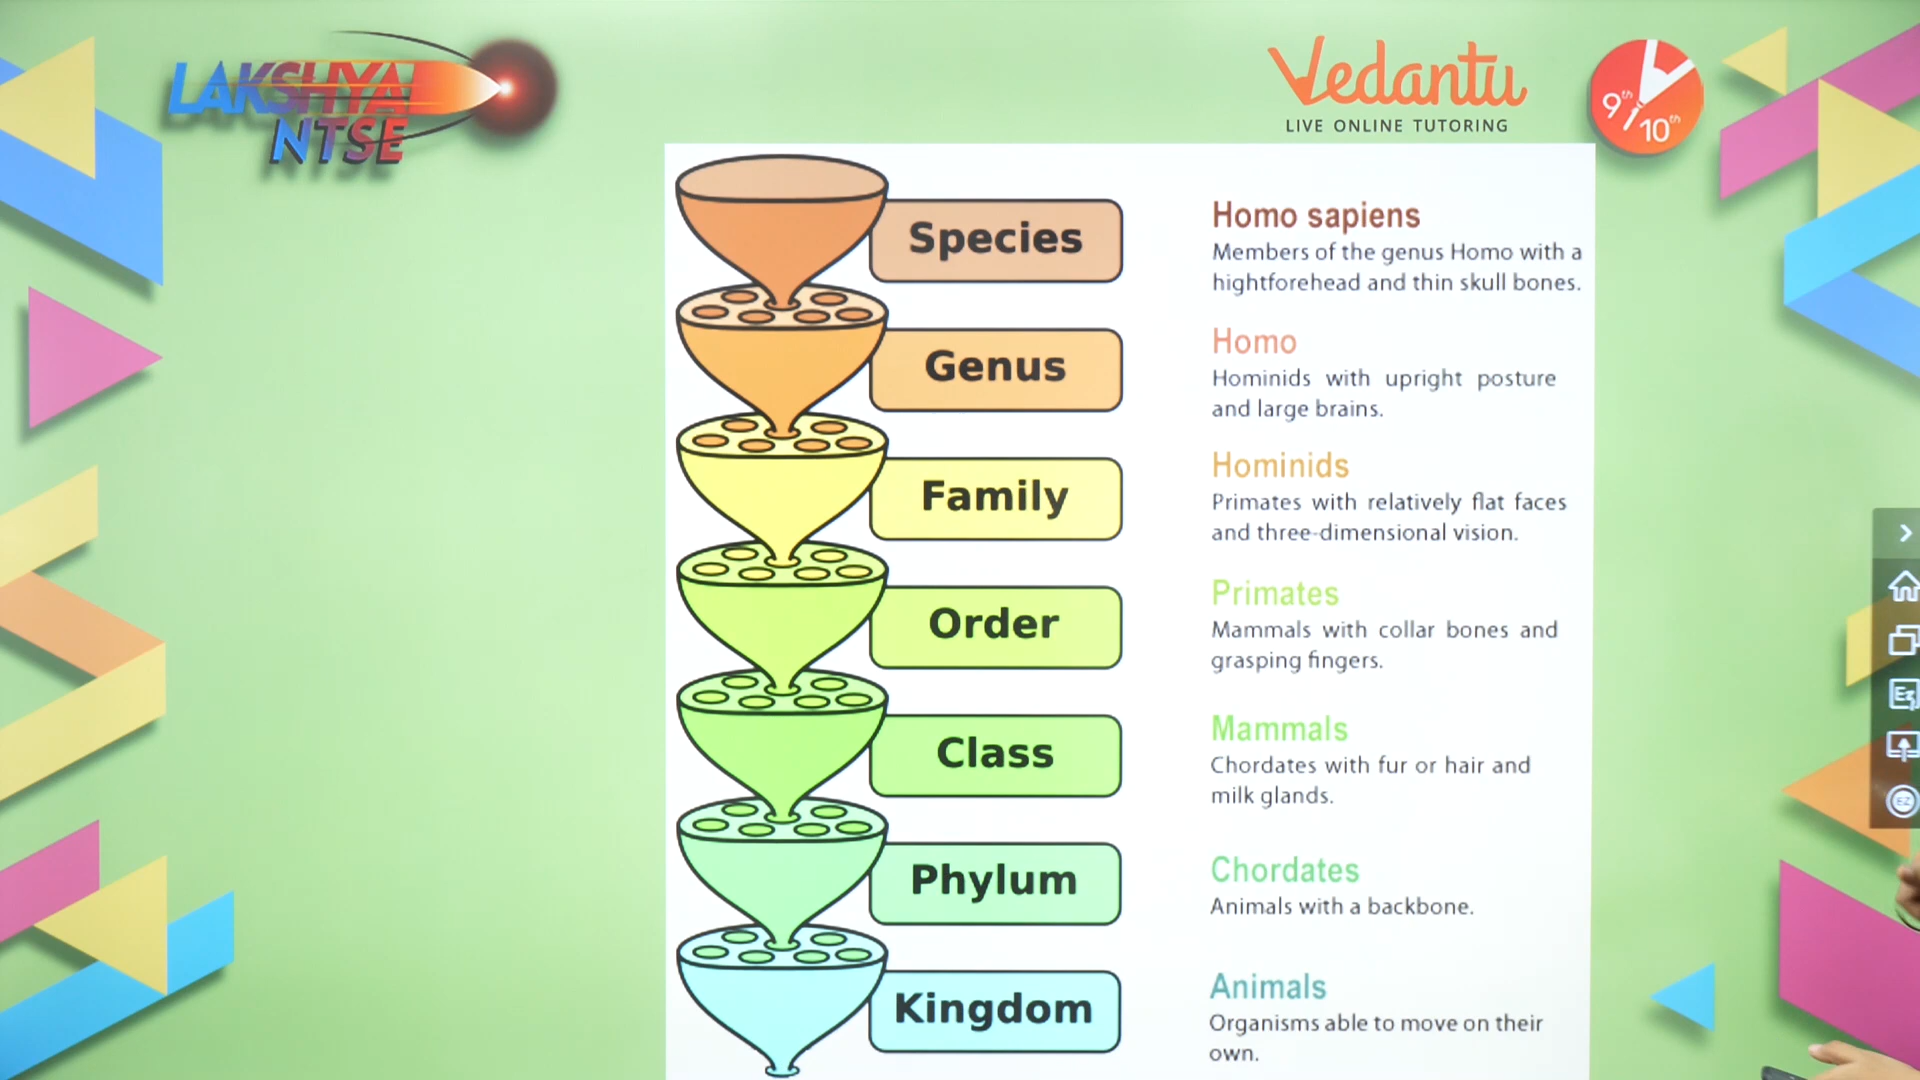 LAKSHYA
NTSE
Vedantu
LIVE ONLINE TUTORING
9th
10th
Species
Homo sapiens
Members of the genus Homo with a
hightforehead and thin skull bones.
Genus
Homo
Hominids with upright posture
and large brains.
Family
Hominids
Primates with relatively flat faces
and three-dimensional vision.
Order
Primates
Mammals with collar bones and
grasping fingers.
Class
Mammals
Chordates with fur or hair and
milk glands.
Phylum
Chordates
Animals with a backbone.
Kingdom
Animals
Organisms able to move on their
own.
EZ